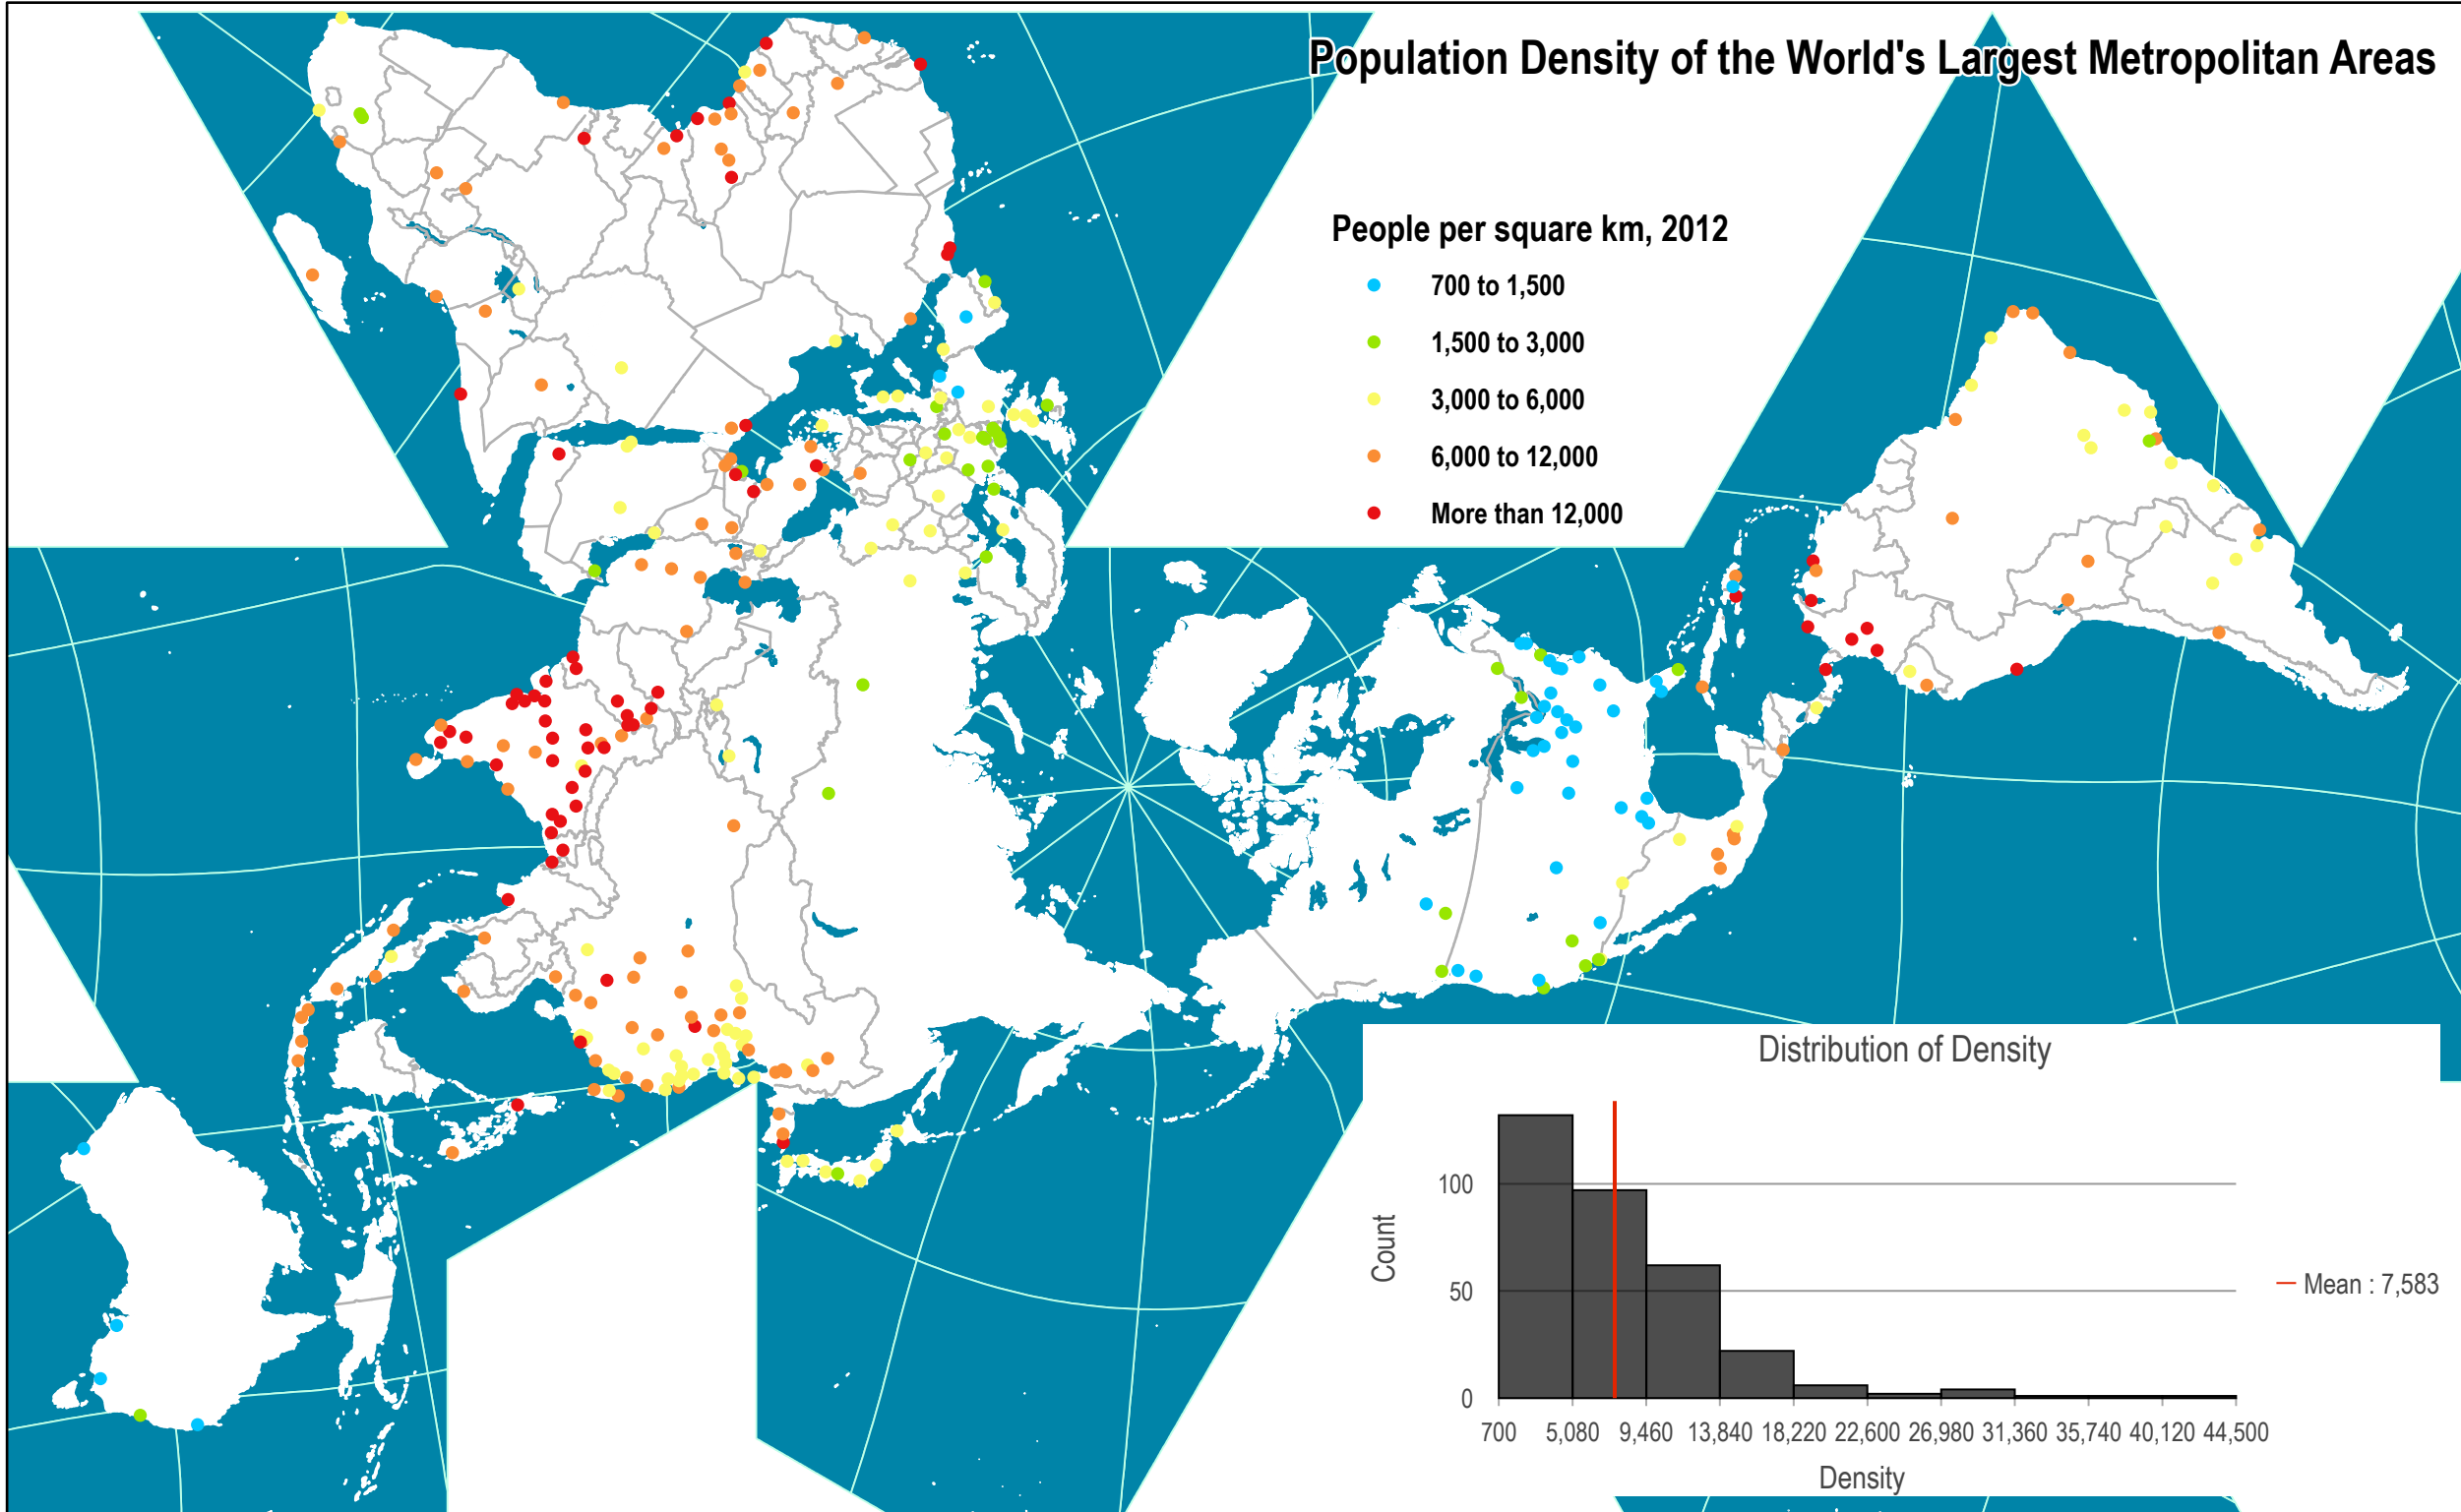 Population Density of the World's Largest Metropolitan Areas
People per square km, 2012
700 to 1,500
1,500 to 3,000
3,000 to 6,000
6,000 to 12,000
More than 12,000
Distribution of Density
Count
100
50
0
700 5,080 9,460 13,840 18,220 22,600 26,980 31,360 35,740 40,120 44,500
Density
Mean : 7,583